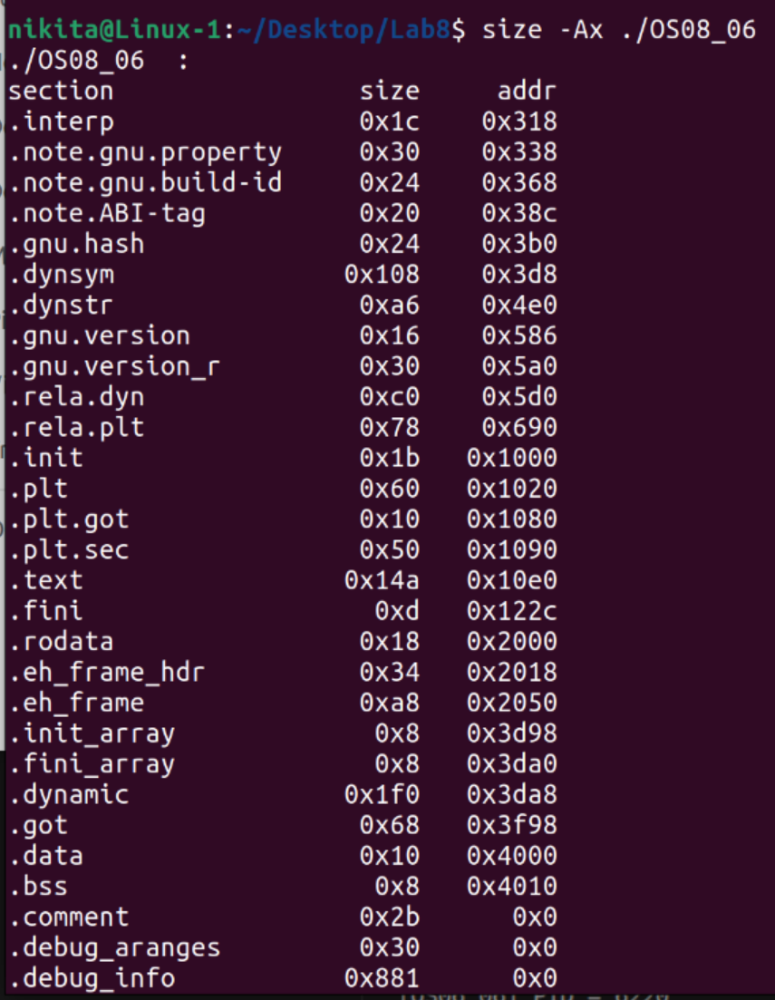 nikita@Linux-1:~/Desktop/Lab8$ size -Ax ./OS08_06
./OS08_06  :
section                size     addr
.interp                0x1c    0x318
.note.gnu.property     0x30    0x338
.note.gnu.build-id     0x24    0x368
.note.ABI-tag          0x20    0x38c
.gnu.hash              0x24    0x3b0
.dynsym               0x108    0x3d8
.dynstr                0xa6    0x4e0
.gnu.version           0x16    0x586
.gnu.version_r         0x30    0x5a0
.rela.dyn              0xc0    0x5d0
.rela.plt              0x78    0x690
.init                  0x1b   0x1000
.plt                   0x60   0x1020
.plt.got               0x10   0x1080
.plt.sec               0x50   0x1090
.text                 0x14a   0x10e0
.fini                   0xd   0x122c
.rodata                0x18   0x2000
.eh_frame_hdr          0x34   0x2018
.eh_frame              0xa8   0x2050
.init_array             0x8   0x3d98
.fini_array             0x8   0x3da0
.dynamic              0x1f0   0x3da8
.got                   0x68   0x3f98
.data                  0x10   0x4000
.bss                    0x8   0x4010
.comment               0x2b      0x0
.debug_aranges         0x30      0x0
.debug_info           0x881      0x0